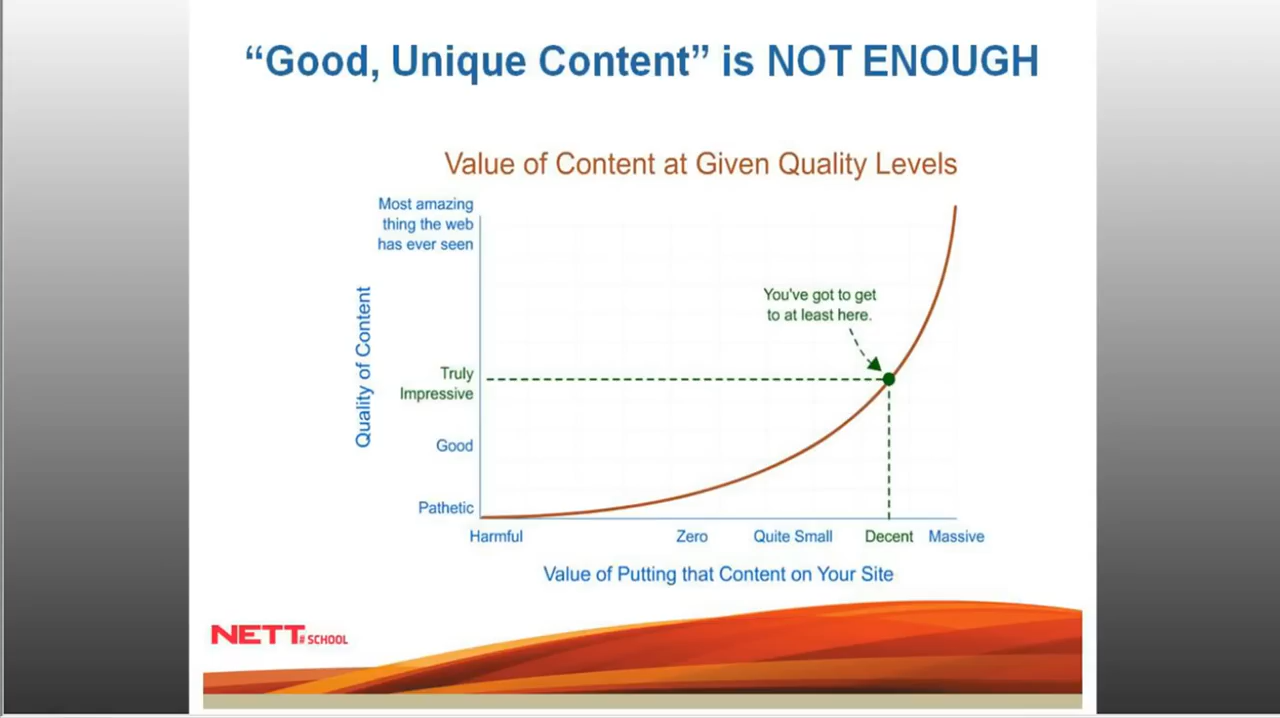 “Good, Unique Content” is NOT ENOUGH
Value of Content at Given Quality Levels
Most amazing
thing the web
has ever seen
You've got to get
to at least here.
Quality of Content
Truly
Impressive
Good
Pathetic
Harmful
Zero
Quite Small
Decent
Massive
Value of Putting that Content on Your Site
NETT# SCHOOL